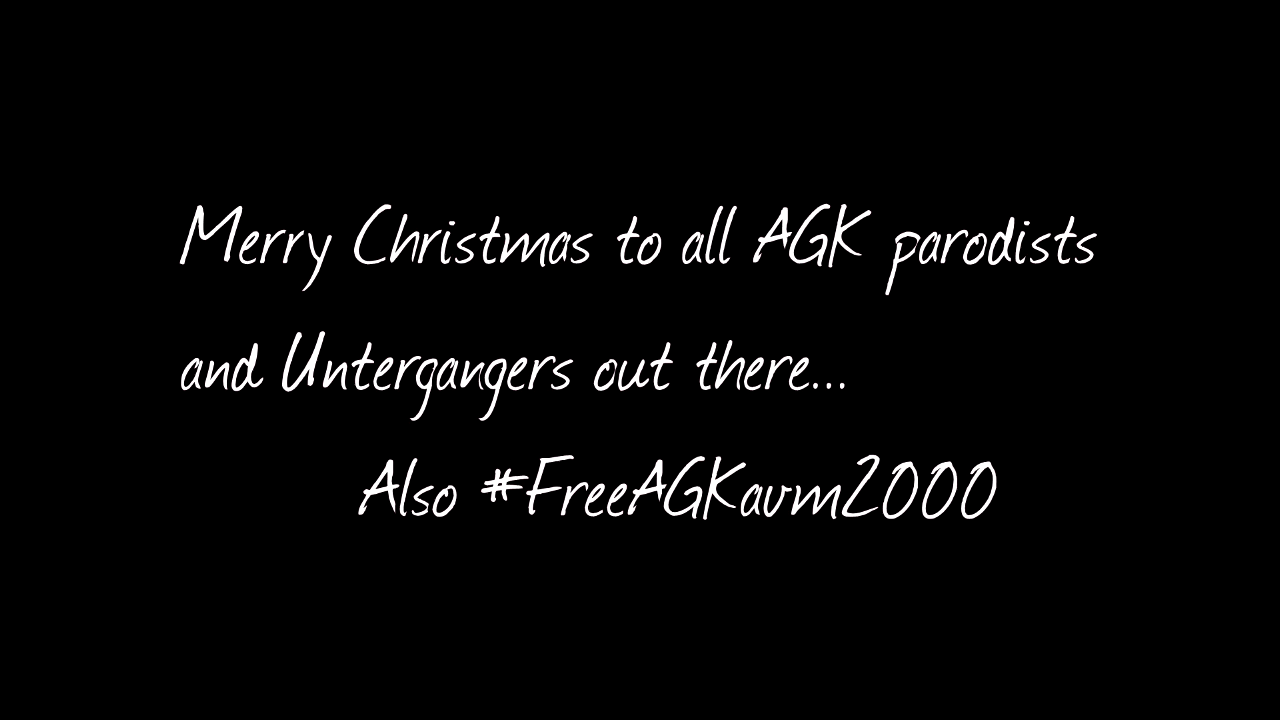 Merry Christmas to all AGK parodists
and Untergangers out there...
Also #FreeAGKavm2000